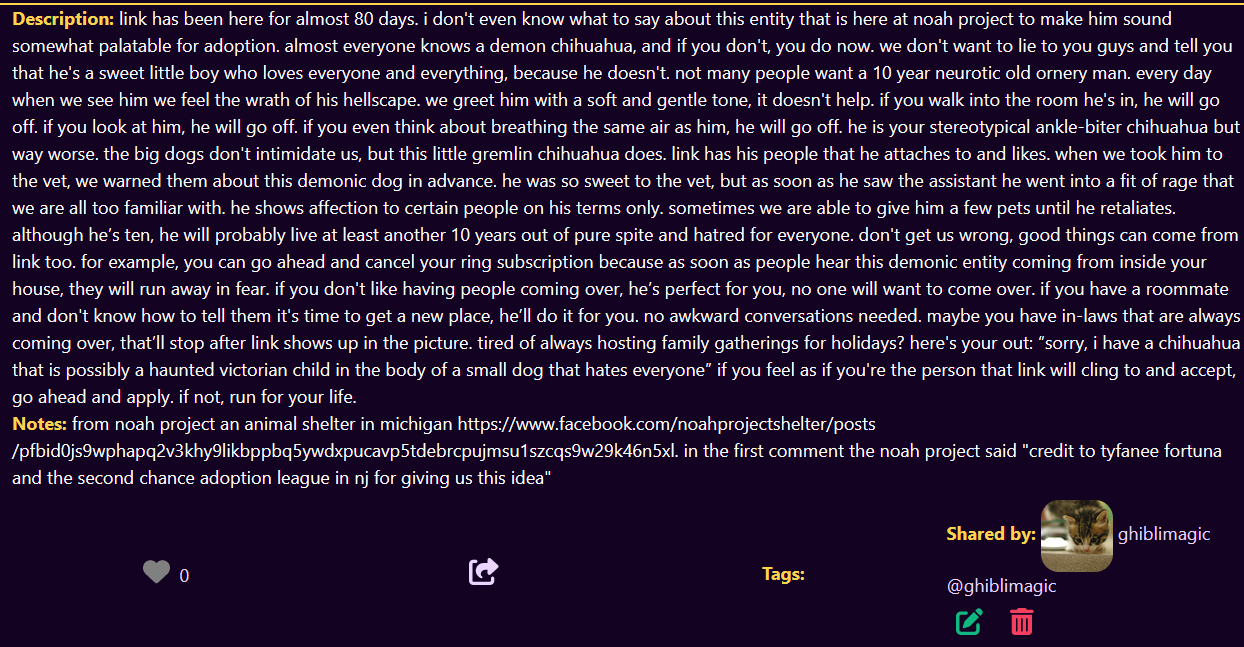 Description: link has been here for almost 80 days. i don't even know what to say about this entity that is here at noah project to make him sound
somewhat palatable for adoption. almost everyone knows a demon chihuahua, and if you don't, you do now. we don't want to lie to you guys and tell you
that he's a sweet little boy who loves everyone and everything, because he doesn't. not many people want a 10 year neurotic old ornery man. every day
when we see him we feel the wrath of his hellscape. we greet him with a soft and gentle tone, it doesn't help. if you walk into the room he's in, he will go
off. if you look at him, he will go off. if you even think about breathing the same air as him, he will go off. he is your stereotypical ankle-biter chihuahua but
way worse. the big dogs don't intimidate us, but this little gremlin chihuahua does. link has his people that he attaches to and likes. when we took him to
the vet, we warned them about this demonic dog in advance. he was so sweet to the vet, but as soon as he saw the assistant he went into a fit of rage that
we are all too familiar with. he shows affection to certain people on his terms only. sometimes we are able to give him a few pets until he retaliates.
although he’s ten, he will probably live at least another 10 years out of pure spite and hatred for everyone. don't get us wrong, good things can come from
link too. for example, you can go ahead and cancel your ring subscription because as soon as people hear this demonic entity coming from inside your
house, they will run away in fear. if you don't like having people coming over, he’s perfect for you, no one will want to come over. if you have a roommate
and don't know how to tell them it's time to get a new place, he’ll do it for you. no awkward conversations needed. maybe you have in-laws that are always
coming over, that’ll stop after link shows up in the picture. tired of always hosting family gatherings for holidays? here's your out: “sorry, i have a chihuahua
that is possibly a haunted victorian child in the body of a small dog that hates everyone” if you feel as if you're the person that link will cling to and accept,
go ahead and apply. if not, run for your life.
Notes: from noah project an animal shelter in michigan https://www.facebook.com/noahprojectshelter/posts
/pfbid0js9wphapq2v3khy9likbppbq5ywdxpucavp5tdebrcpujmsu1szcqs9w29k46n5xl. in the first comment the noah project said "credit to tyfanee fortuna
and the second chance adoption league in nj for giving us this idea"
Shared by: ghiblimagic
@ghiblimagic
0
Tags: